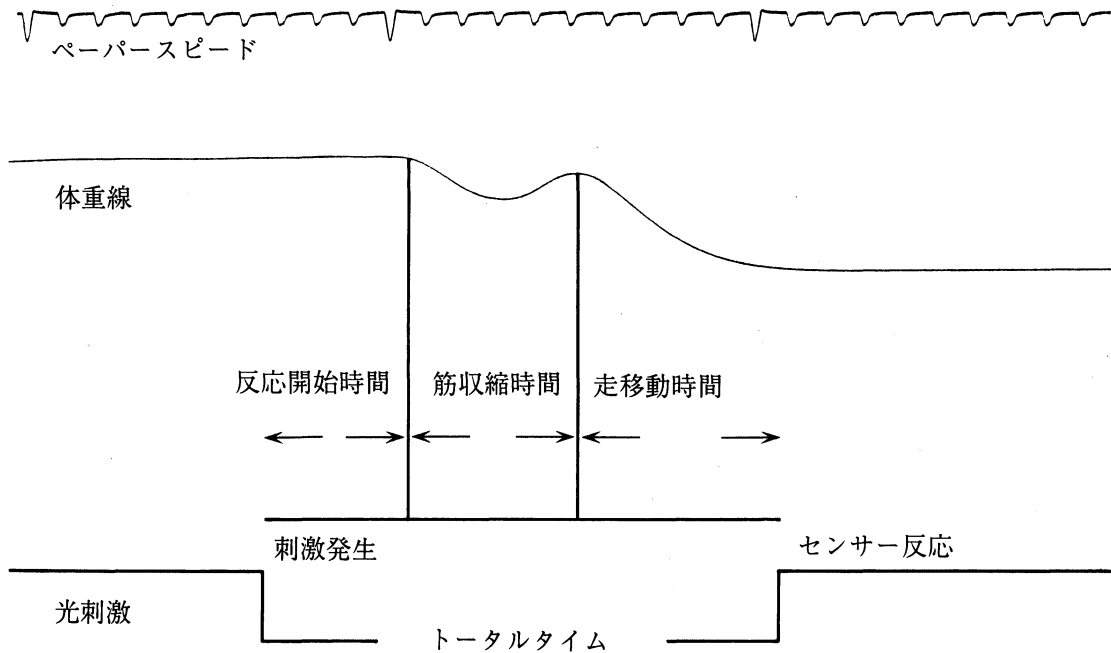 ペーパースピード
体重線
反応開始時間 筋収縮時間 走移動時間
刺激発生
センサー反応
光刺激
トータルタイム